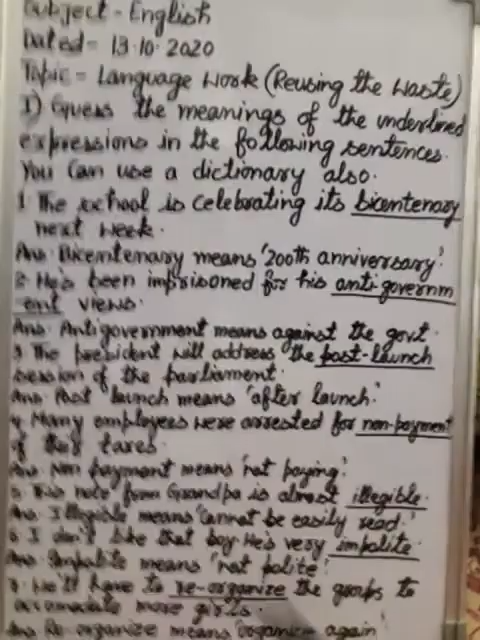 Subject - English
Dated = 13.10.2020
Topic = Language Work (Reusing the Waste)
1) Guess the meanings of the underlined
expressions in the following sentences.
You can use a dictionary also.
1 The school is celebrating its bicentenary
next week.
Ans. Bicentenary means '200th anniversary'.
2 He's been imprisoned for his anti governm
ent views.
Ans. Anti government means against the govt.
3 The president will address the post-launch
session of the parliament.
Ans. Post launch means 'after launch'.
4 Many employees were arrested for non-payment
of their taxes.
Ans. Non payment means 'not paying'.
5 This note from Grandpa is almost illegible.
Ans. Illegible means 'cannot be easily read.'
6 I don't like that boy. He's very impolite.
Ans. Impolite means 'not polite'.
7 We'll have to re-organize the groups to
more girls.
Ans Re-organize means 'organize again'